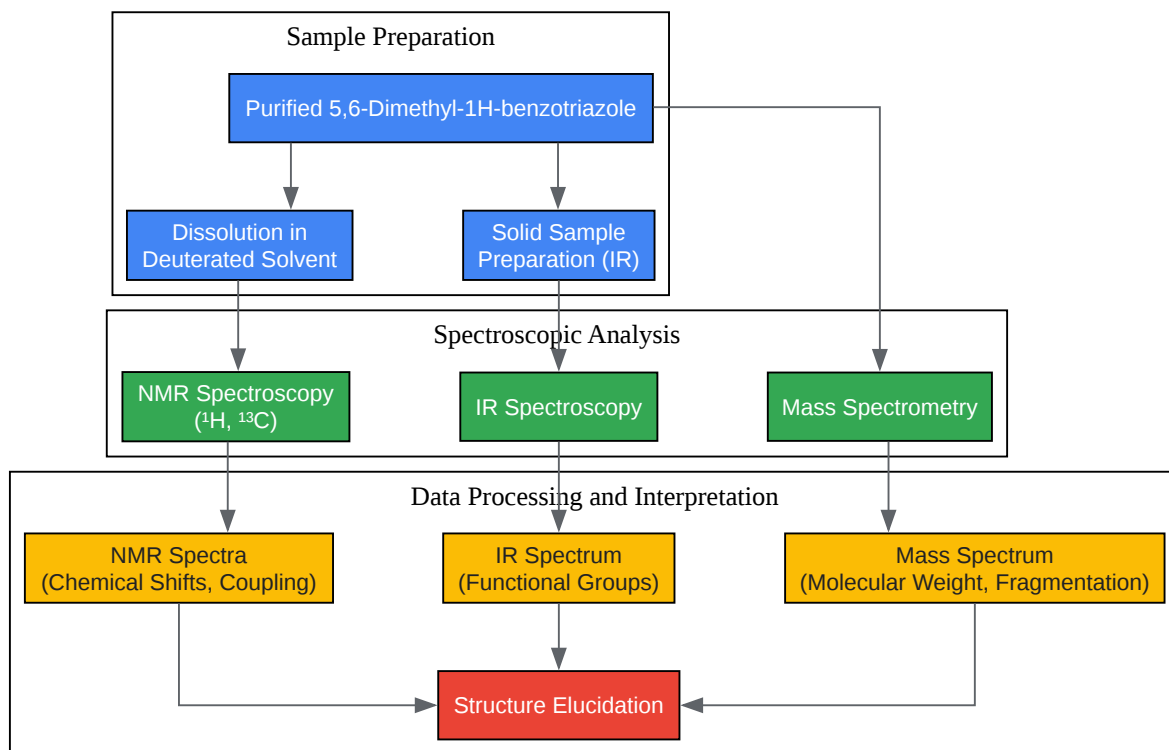 Sample Preparation
Purified 5,6-Dimethyl-1H-benzotriazole
Dissolution in
Deuterated Solvent
Solid Sample
Preparation (IR)
Spectroscopic Analysis
NMR Spectroscopy
(¹H, ¹³C)
IR Spectroscopy
Mass Spectrometry
Data Processing and Interpretation
NMR Spectra
(Chemical Shifts, Coupling)
IR Spectrum
(Functional Groups)
Mass Spectrum
(Molecular Weight, Fragmentation)
Structure Elucidation